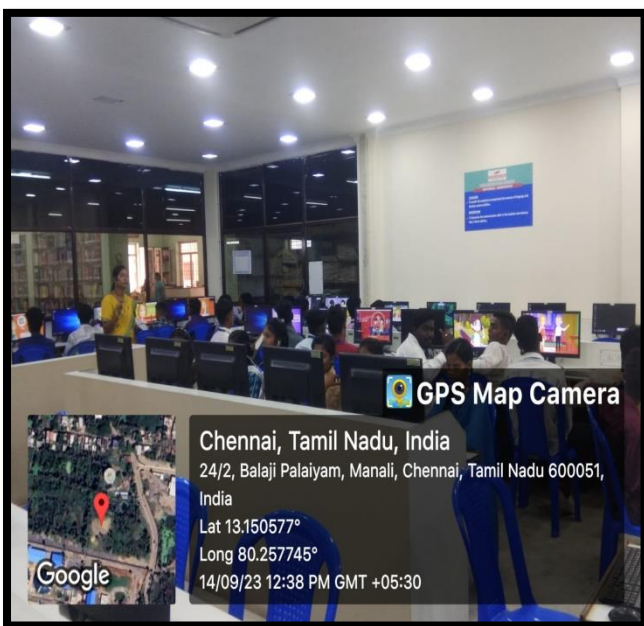 GPS Map Camera
Chennai, Tamil Nadu, India
24/2, Balaji Palaiyam, Manali, Chennai, Tamil Nadu 600051,
India
Lat 13.150577°
Long 80.257745°
14/09/23 12:38 PM GMT +05:30
Google